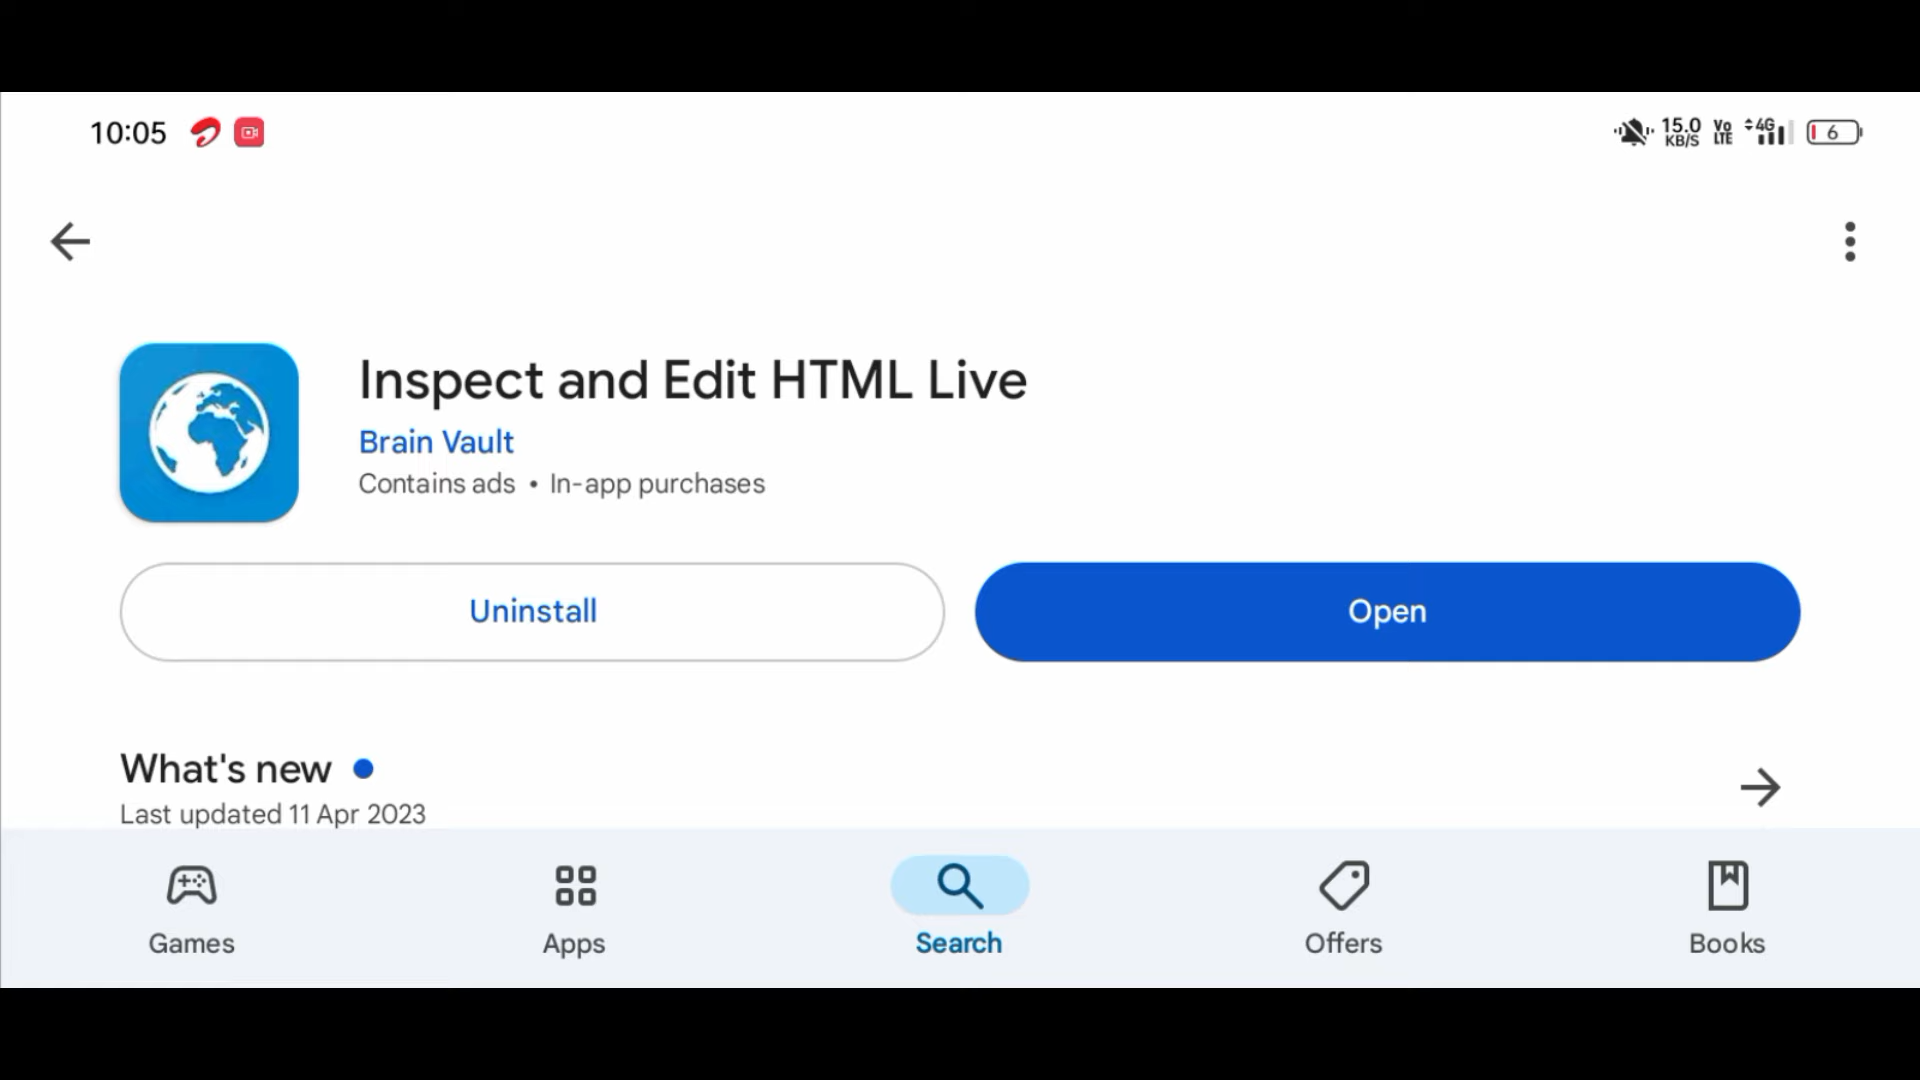 10:05 15.0 KB/S Vo LTE 4G 6
Inspect and Edit HTML Live
Brain Vault
Contains ads • In-app purchases
Uninstall Open
What's new
Last updated 11 Apr 2023
Games Apps Search Offers Books